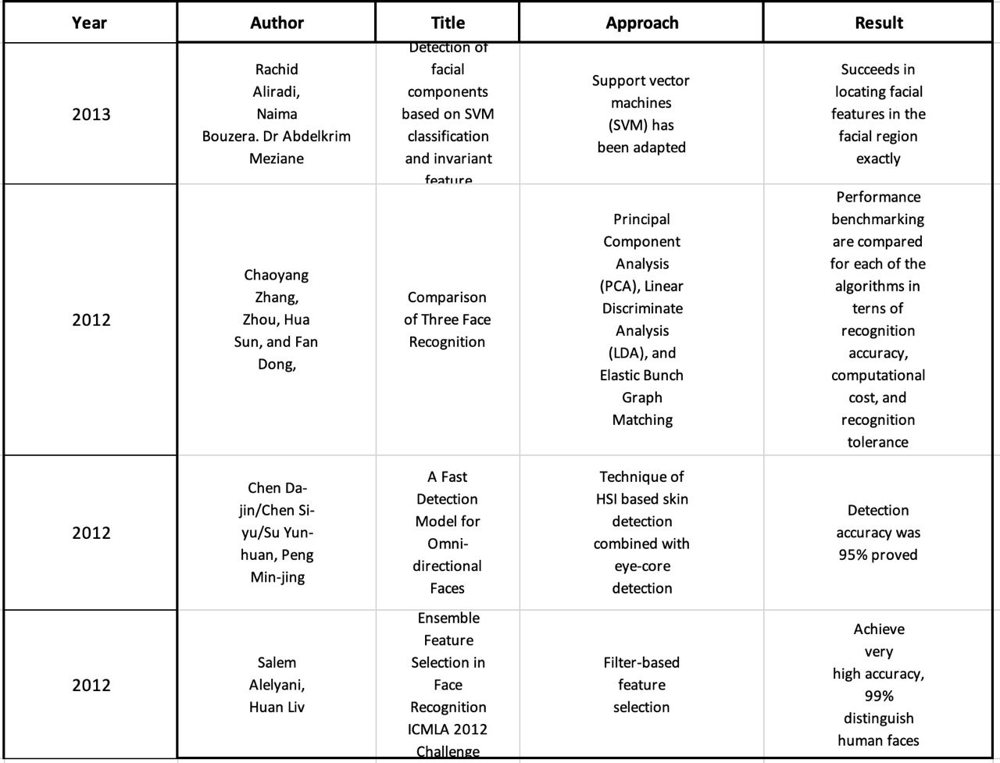 Year
Author
Title
Approach
Result
2013
Rachid
Aliradi,
Naima
Bouzera. Dr Abdelkrim
Meziane
Detection of
facial
components
based on SVM
classification
and invariant
feature
Support vector
machines
(SVM) has
been adapted
Succeeds in
locating facial
features in the
facial region
exactly
2012
Chaoyang
Zhang,
Zhou, Hua
Sun, and Fan
Dong,
Comparison
of Three Face
Recognition
Principal
Component
Analysis
(PCA), Linear
Discriminate
Analysis
(LDA), and
Elastic Bunch
Graph
Matching
Performance
benchmarking
are compared
for each of the
algorithms in
terns of
recognition
accuracy,
computational
cost, and
recognition
tolerance
2012
Chen Da-
jin/Chen Si-
yu/Su Yun-
huan, Peng
Min-jing
A Fast
Detection
Model for
Omni-
directional
Faces
Technique of
HSI based skin
detection
combined with
eye-core
detection
Detection
accuracy was
95% proved
2012
Salem
Alelyani,
Huan Liv
Ensemble
Feature
Selection in
Face
Recognition
ICMLA 2012
Challenge
Filter-based
feature
selection
Achieve
very
high accuracy,
99%
distinguish
human faces